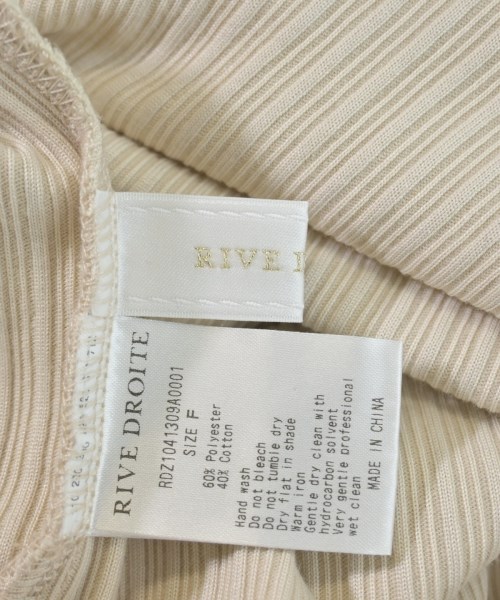 RIVE D
RIVE DROITE
RDZ1041309A0001
SIZE F
60% Polyester
40% Cotton
Hand wash
Do not bleach
Do not tumble dry
Dry flat in shade
Warm iron
Gentle dry clean with
hydrocarbon solvent
Very gentle professional
wet clean
MADE IN CHINA